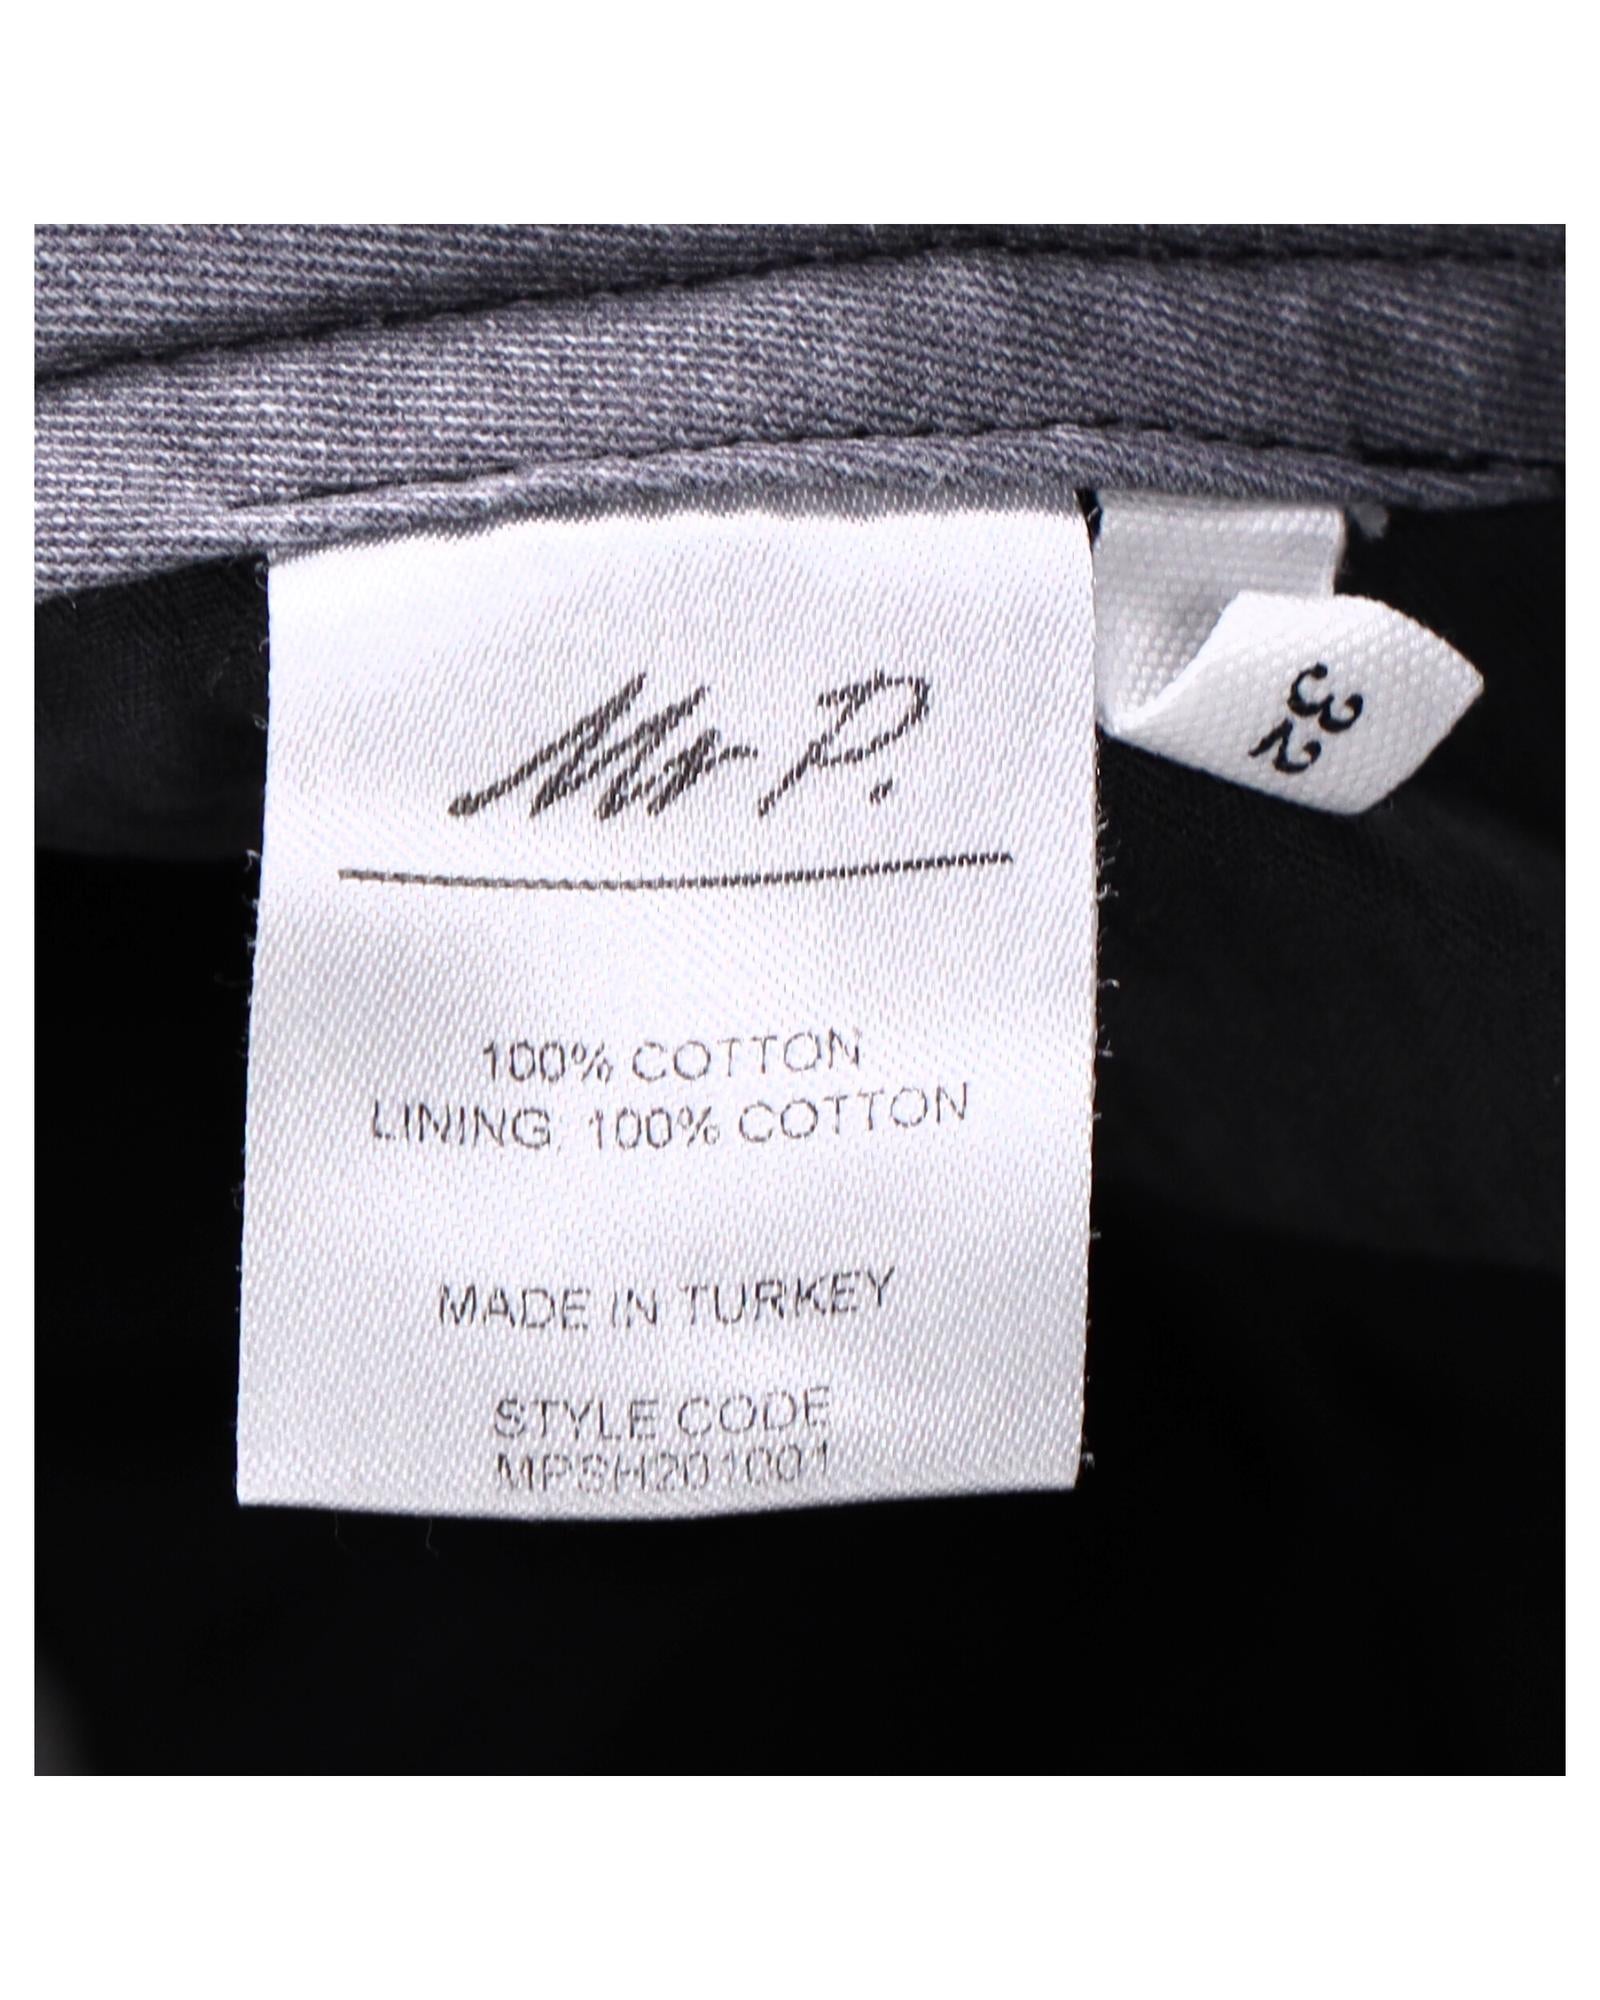 Mr P.
32
100% COTTON
LINING: 100% COTTON
MADE IN TURKEY
STYLE CODE
MPSH201001